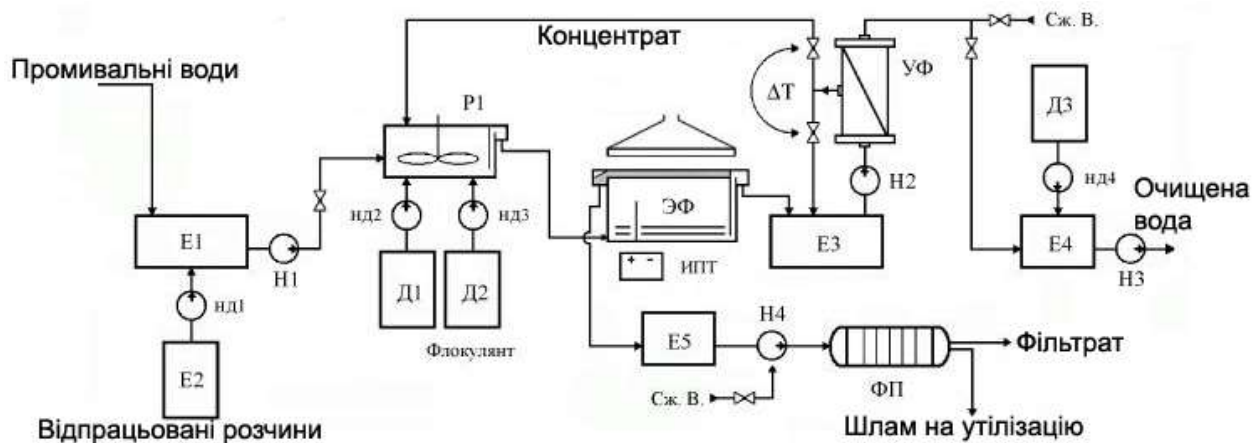 Сж. В.
Концентрат
Промивальні води
УФ
ΔТ
Р1
Д3
нд4
Н2
Очищена
вода
нд2
нд3
ЭФ
Е1
Е3
Е4
Н1
+ -
ИПТ
Н3
Д1
Д2
нд1
Н4
Флокулянт
Е5
Фільтрат
Е2
Сж. В.
ФП
Відпрацьовані розчини
Шлам на утилізацію